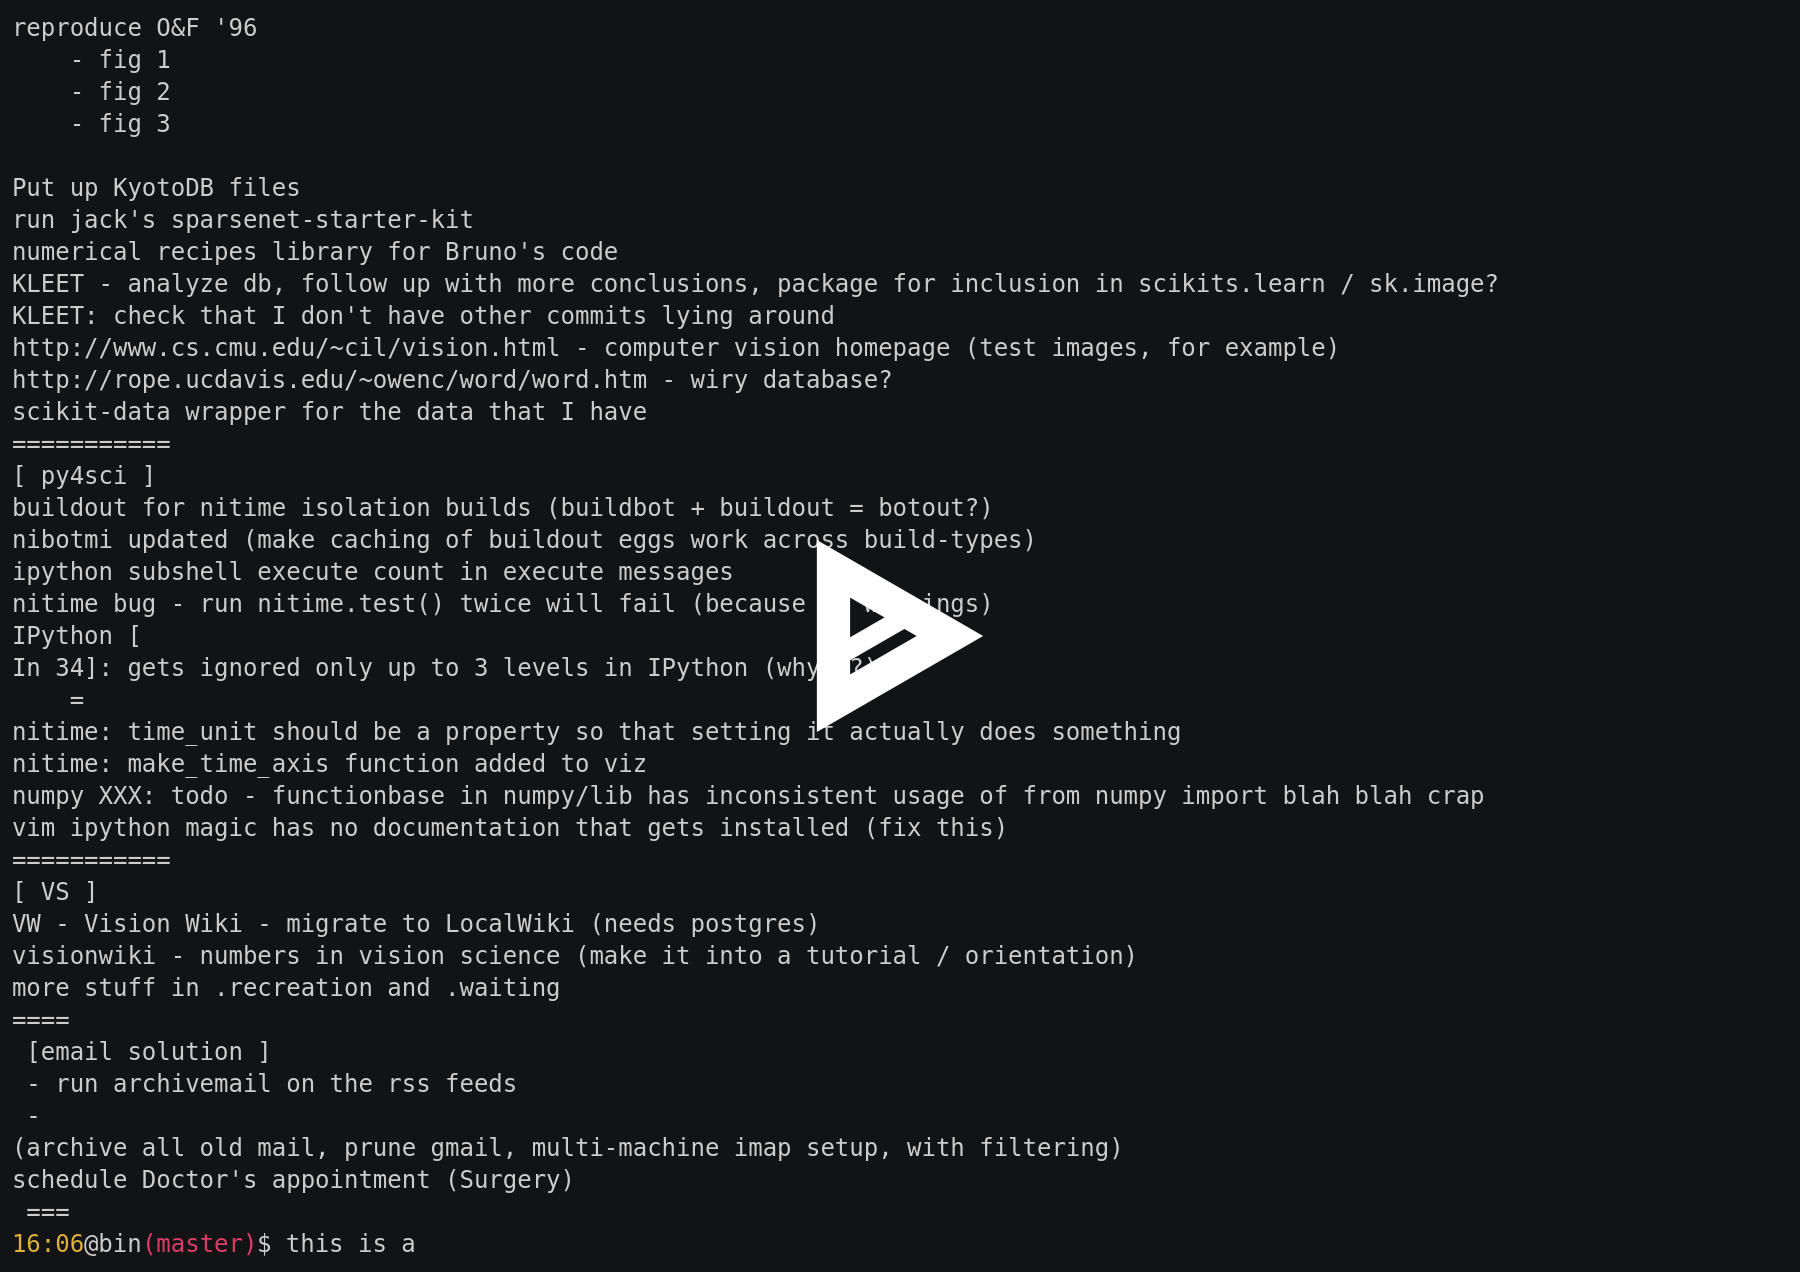 reproduce O&F '96
    - fig 1
    - fig 2
    - fig 3

Put up KyotoDB files
run jack's sparsenet-starter-kit
numerical recipes library for Bruno's code
KLEET - analyze db, follow up with more conclusions, package for inclusion in scikits.learn / sk.image?
KLEET: check that I don't have other commits lying around
http://www.cs.cmu.edu/~cil/vision.html - computer vision homepage (test images, for example)
http://rope.ucdavis.edu/~owenc/word/word.htm - wiry database?
scikit-data wrapper for the data that I have
===========
[ py4sci ]
buildout for nitime isolation builds (buildbot + buildout = botout?)
nibotmi updated (make caching of buildout eggs work across build-types)
ipython subshell execute count in execute messages
nitime bug - run nitime.test() twice will fail (because
IPython [
In 34]: gets ignored only up to 3 levels in IPython (why
    =
nitime: time_unit should be a property so that setting it actually does something
nitime: make_time_axis function added to viz
numpy XXX: todo - functionbase in numpy/lib has inconsistent usage of from numpy import blah blah crap
vim ipython magic has no documentation that gets installed (fix this)
===========
[ VS ]
VW - Vision Wiki - migrate to LocalWiki (needs postgres)
visionwiki - numbers in vision science (make it into a tutorial / orientation)
more stuff in .recreation and .waiting
====
 [email solution ]
 - run archivemail on the rss feeds
 -
(archive all old mail, prune gmail, multi-machine imap setup, with filtering)
schedule Doctor's appointment (Surgery)
 ===
16:06@bin(master)$ this is a